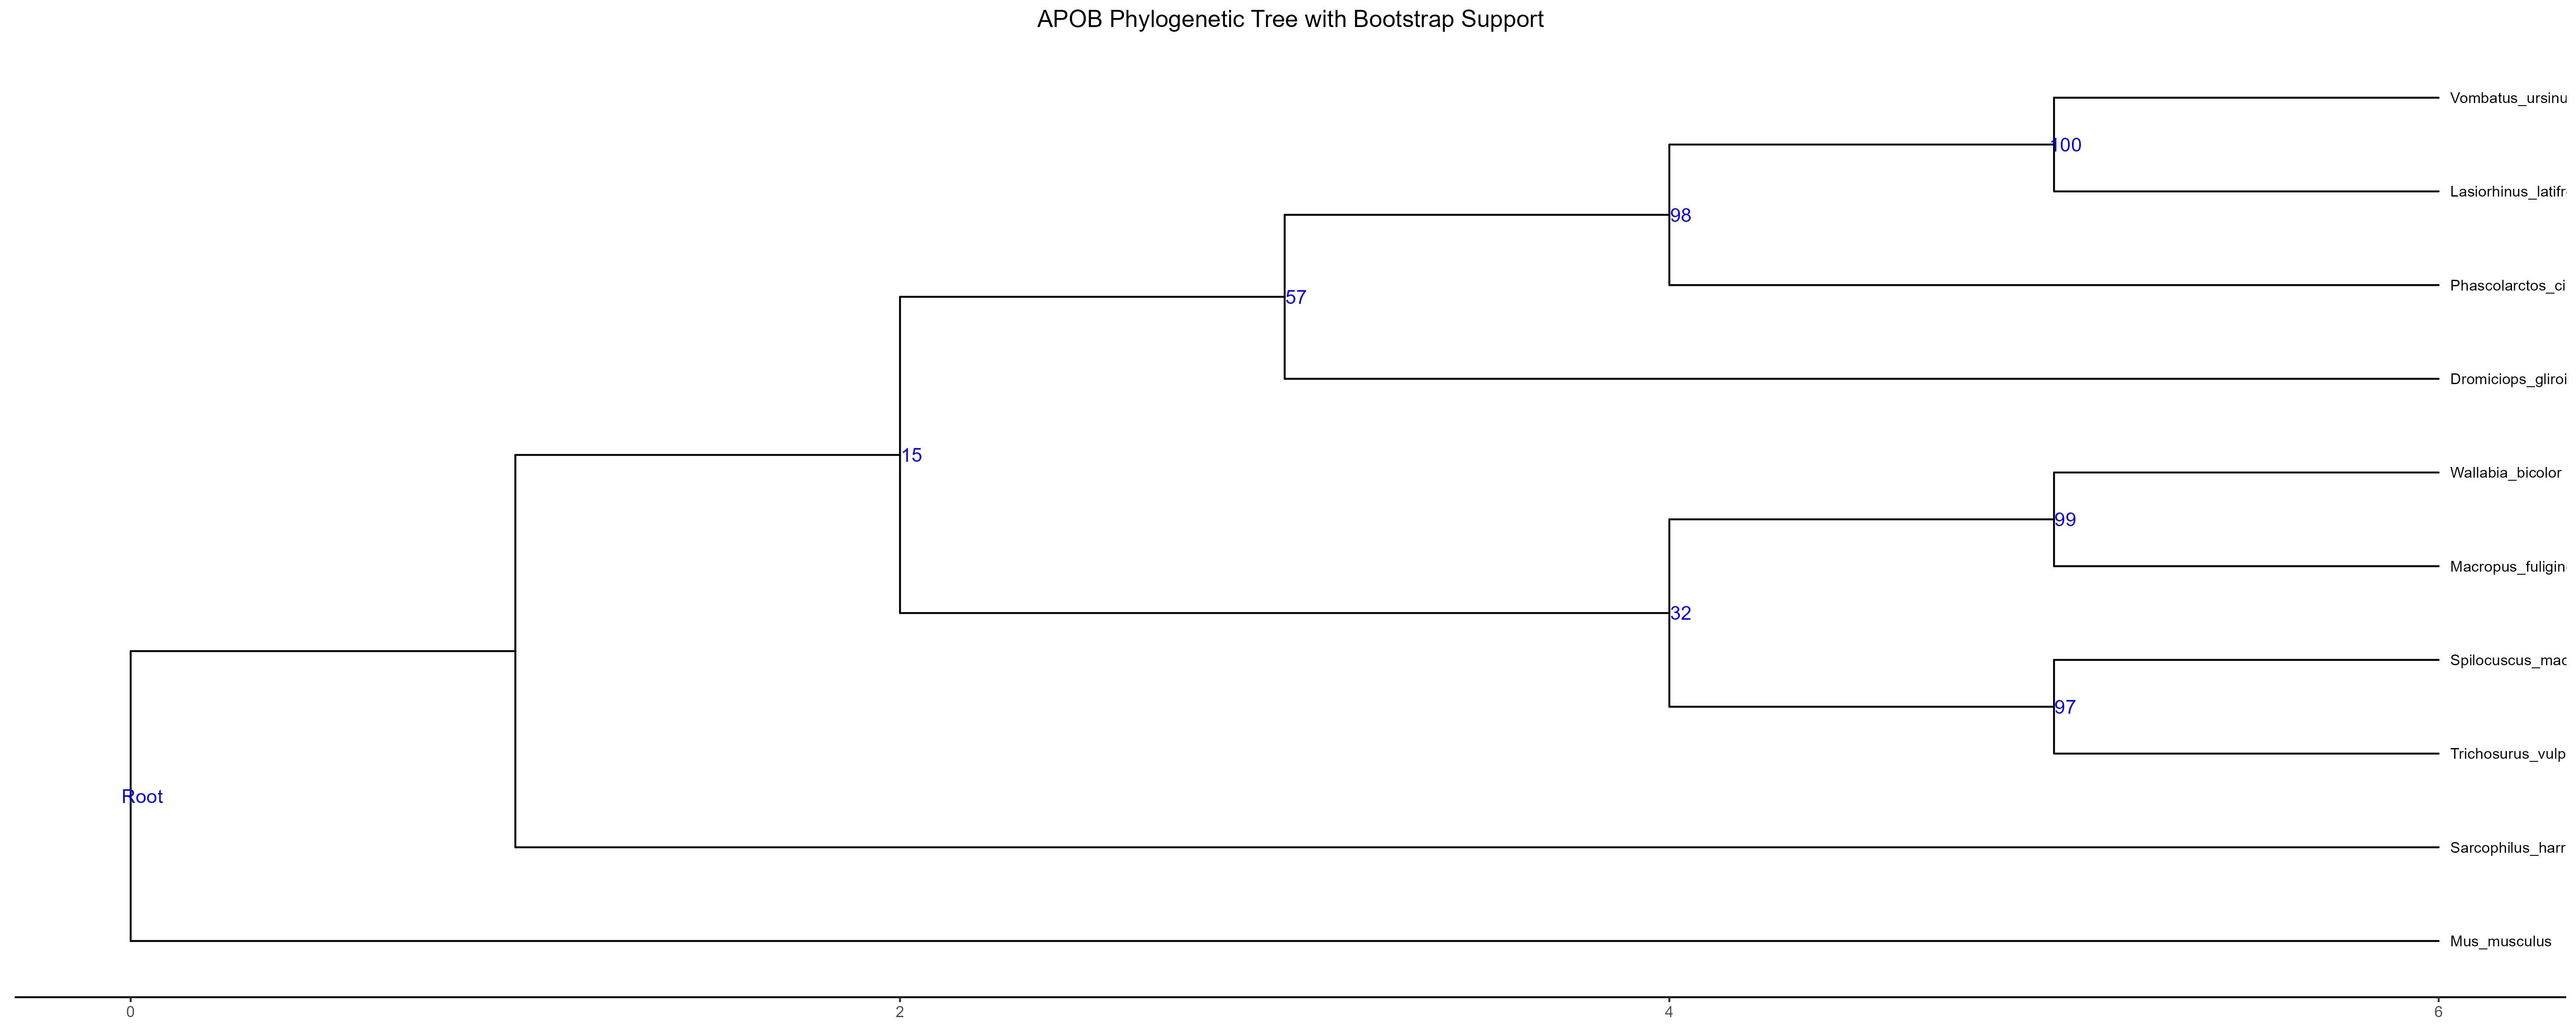 APOB Phylogenetic Tree with Bootstrap Support
Vombatus_ursinu
100
Lasiorhinus_latifr
98
Phascolarctos_ci
57
Dromiciops_gliroi
15
Wallabia_bicolor
99
Macropus_fuligin
32
Spilocuscus_mac
97
Trichosurus_vulp
Root
Sarcophilus_harr
Mus_musculus
0 2 4 6